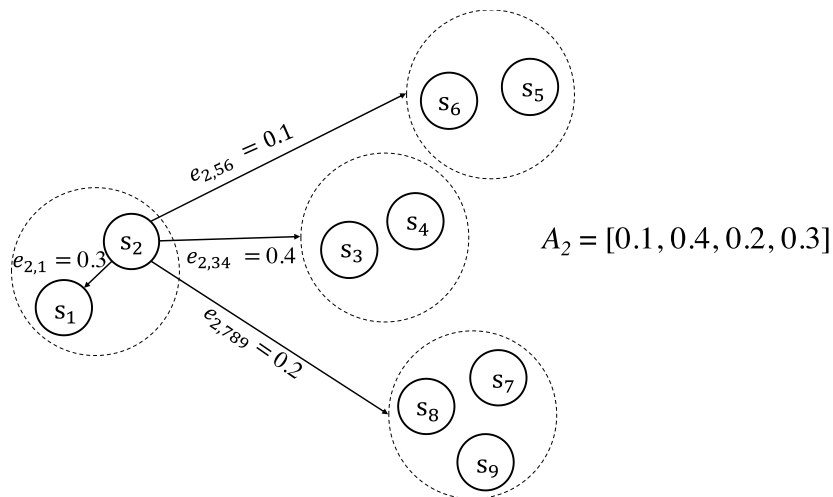 s₆
s₅
e₂,₅₆ = 0.1
s₃
s₄
s₂
e₂,₁ = 0.3
e₂,₃₄ = 0.4
A₂ = [0.1, 0.4, 0.2, 0.3]
s₁
e₂,₇₈₉ = 0.2
s₇
s₈
s₉